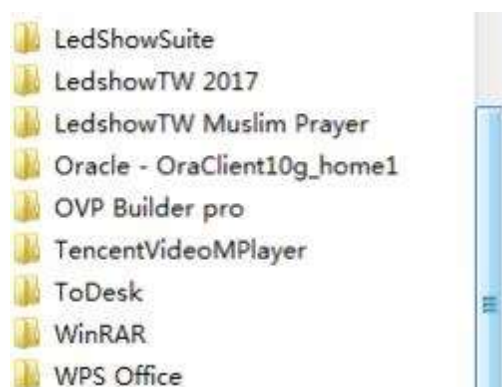 LedShowSuite
LedshowTW 2017
LedshowTW Muslim Prayer
Oracle - OraClient10g_home1
OVP Builder pro
TencentVideoMPlayer
ToDesk
WinRAR
WPS Office